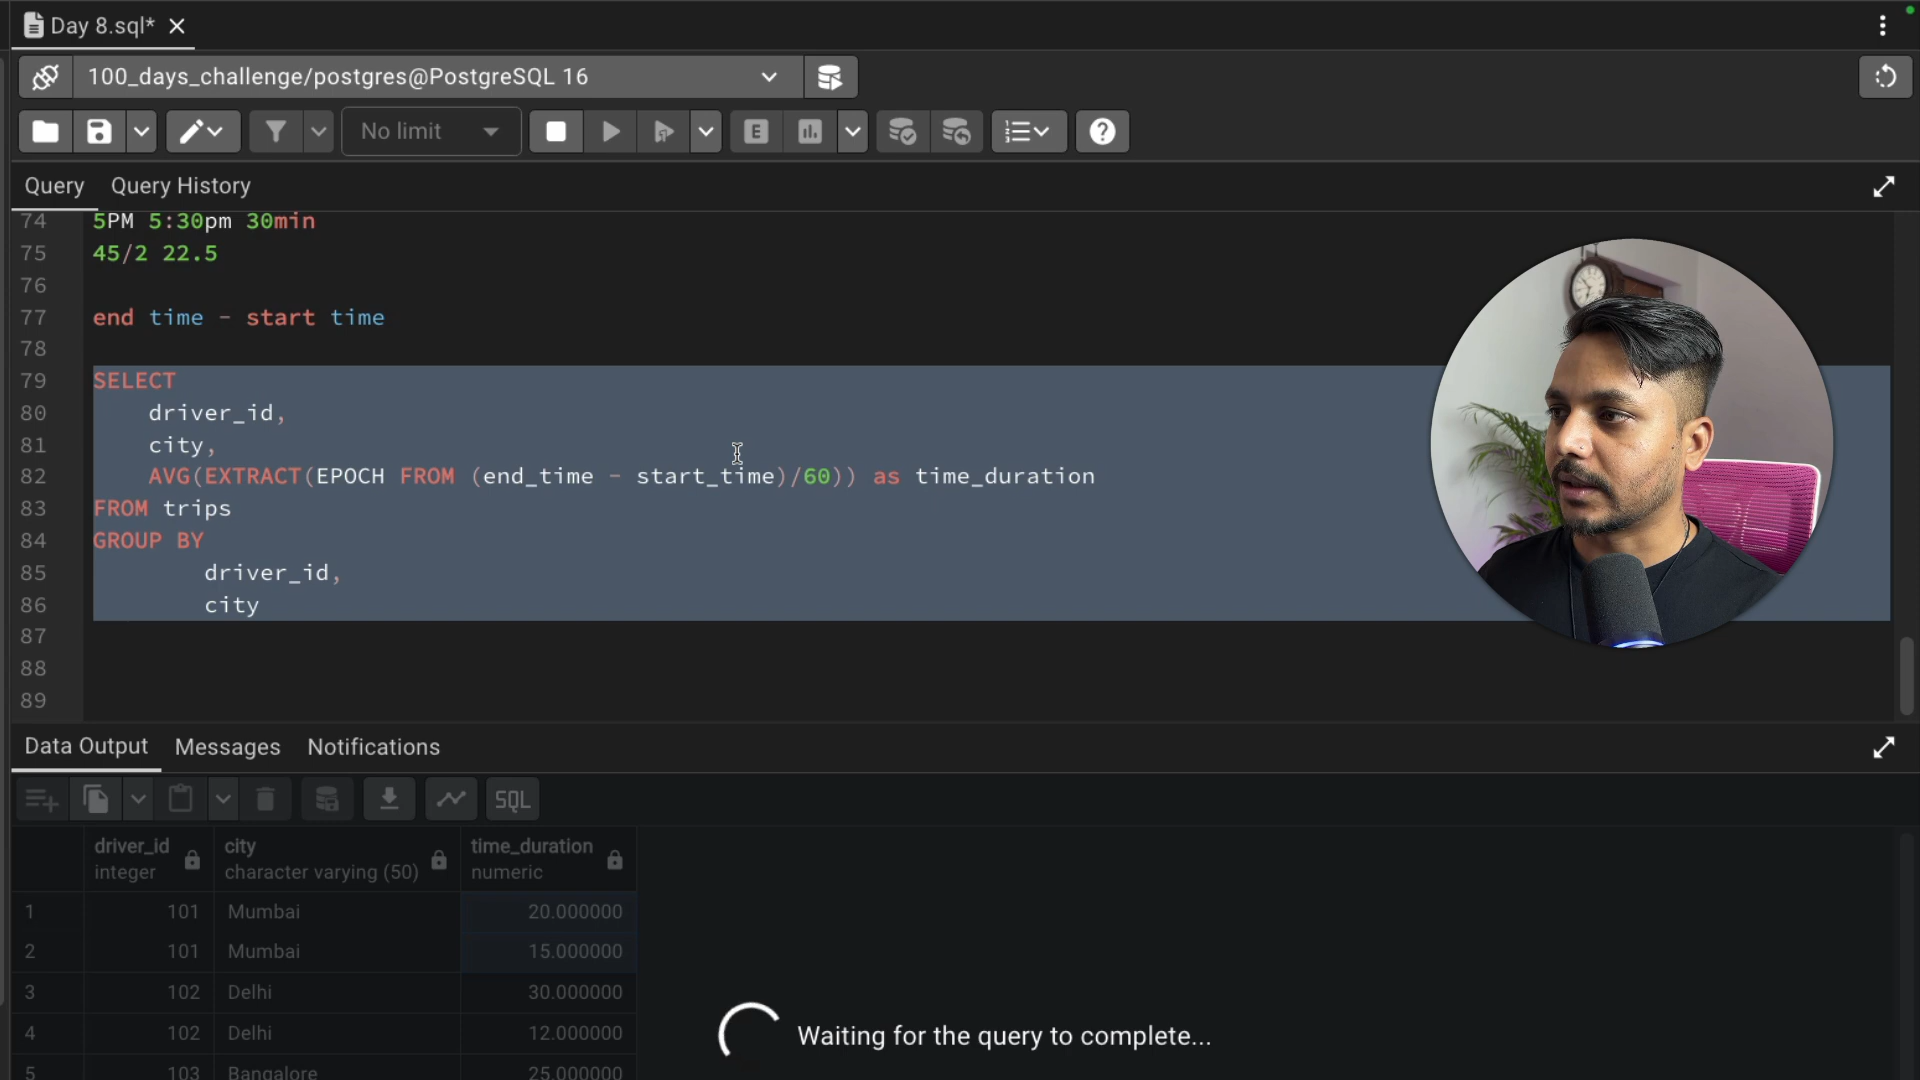 Day 8.sql*
100_days_challenge/postgres@PostgreSQL 16
No limit
E
Query Query History
74 5PM 5:30pm 30min
75 45/2 22.5
76
77 end time - start time
78
79 SELECT
80 driver_id,
81 city,
82 AVG(EXTRACT(EPOCH FROM (end_time - start_time)/60)) as time_duration
83 FROM trips
84 GROUP BY
85 driver_id,
86 city
87
88
89
Data Output Messages Notifications
SQL
driver_id city time_duration
integer character varying (50) numeric
1 101 Mumbai 20.000000
2 101 Mumbai 15.000000
3 102 Delhi 30.000000
4 102 Delhi 12.000000
5 103 Bangalore 25.000000
Waiting for the query to complete...